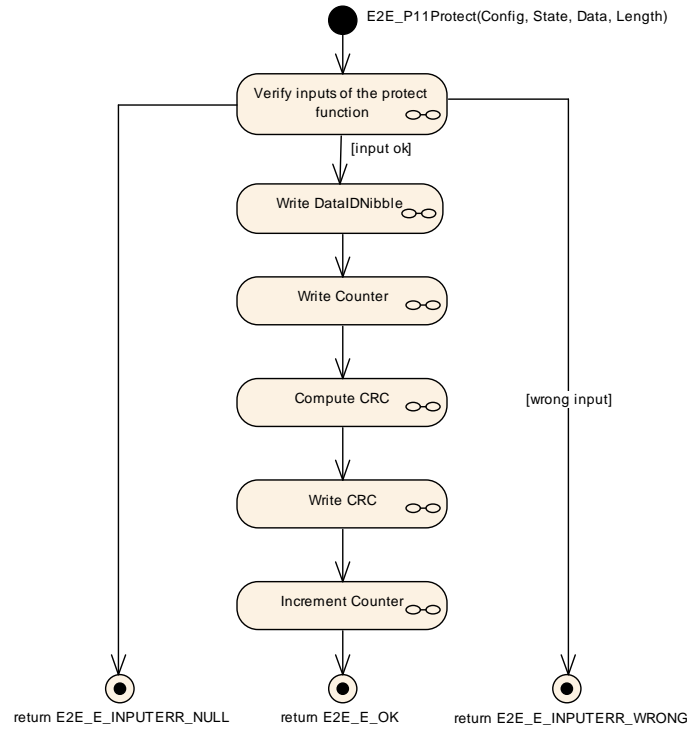 E2E_P11Protect(Config, State, Data, Length)
Verify inputs of the protect
function
[input ok]
Write DataIDNibble
Write Counter
Compute CRC
[wrong input]
Write CRC
Increment Counter
return E2E_E_INPUTERR_NULL
return E2E_E_OK
return E2E_E_INPUTERR_WRONG